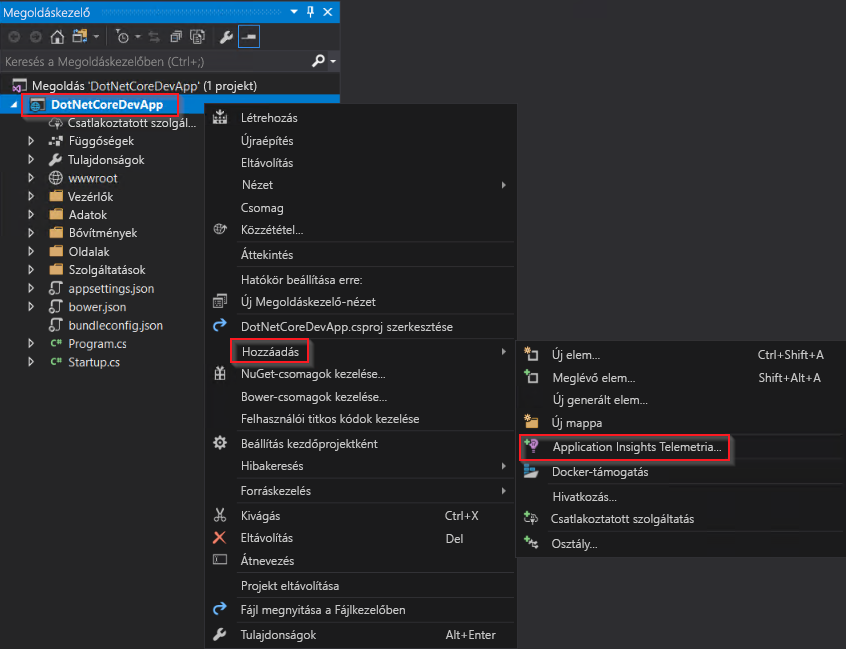 Megoldáskezelő
Keresés a Megoldáskezelőben (Ctrl+;)
Megoldás 'DotNetCoreDevApp' (1 projekt)
DotNetCoreDevApp
Csatlakoztatott szolgál...
Függőségek
Tulajdonságok
wwwroot
Vezérlők
Adatok
Bővítmények
Oldalak
Szolgáltatások
appsettings.json
bower.json
bundleconfig.json
C# Program.cs
C# Startup.cs
Létrehozás
Újraépítés
Eltávolítás
Nézet
Csomag
Közzététel...
Áttekintés
Hatókör beállítása erre:
Új Megoldáskezelő-nézet
DotNetCoreDevApp.csproj szerkesztése
Hozzáadás
NuGet-csomagok kezelése...
Bower-csomagok kezelése...
Felhasználói titkos kódok kezelése
Beállítás kezdőprojektként
Hibakeresés
Forráskezelés
Kivágás Ctrl+X
Eltávolítás Del
Átnevezés
Projekt eltávolítása
Fájl megnyitása a Fájlkezelőben
Tulajdonságok Alt+Enter
Új elem... Ctrl+Shift+A
Meglévő elem... Shift+Alt+A
Új generált elem...
Új mappa
Application Insights Telemetria...
Docker-támogatás
Hivatkozás...
Csatlakoztatott szolgáltatás
Osztály...